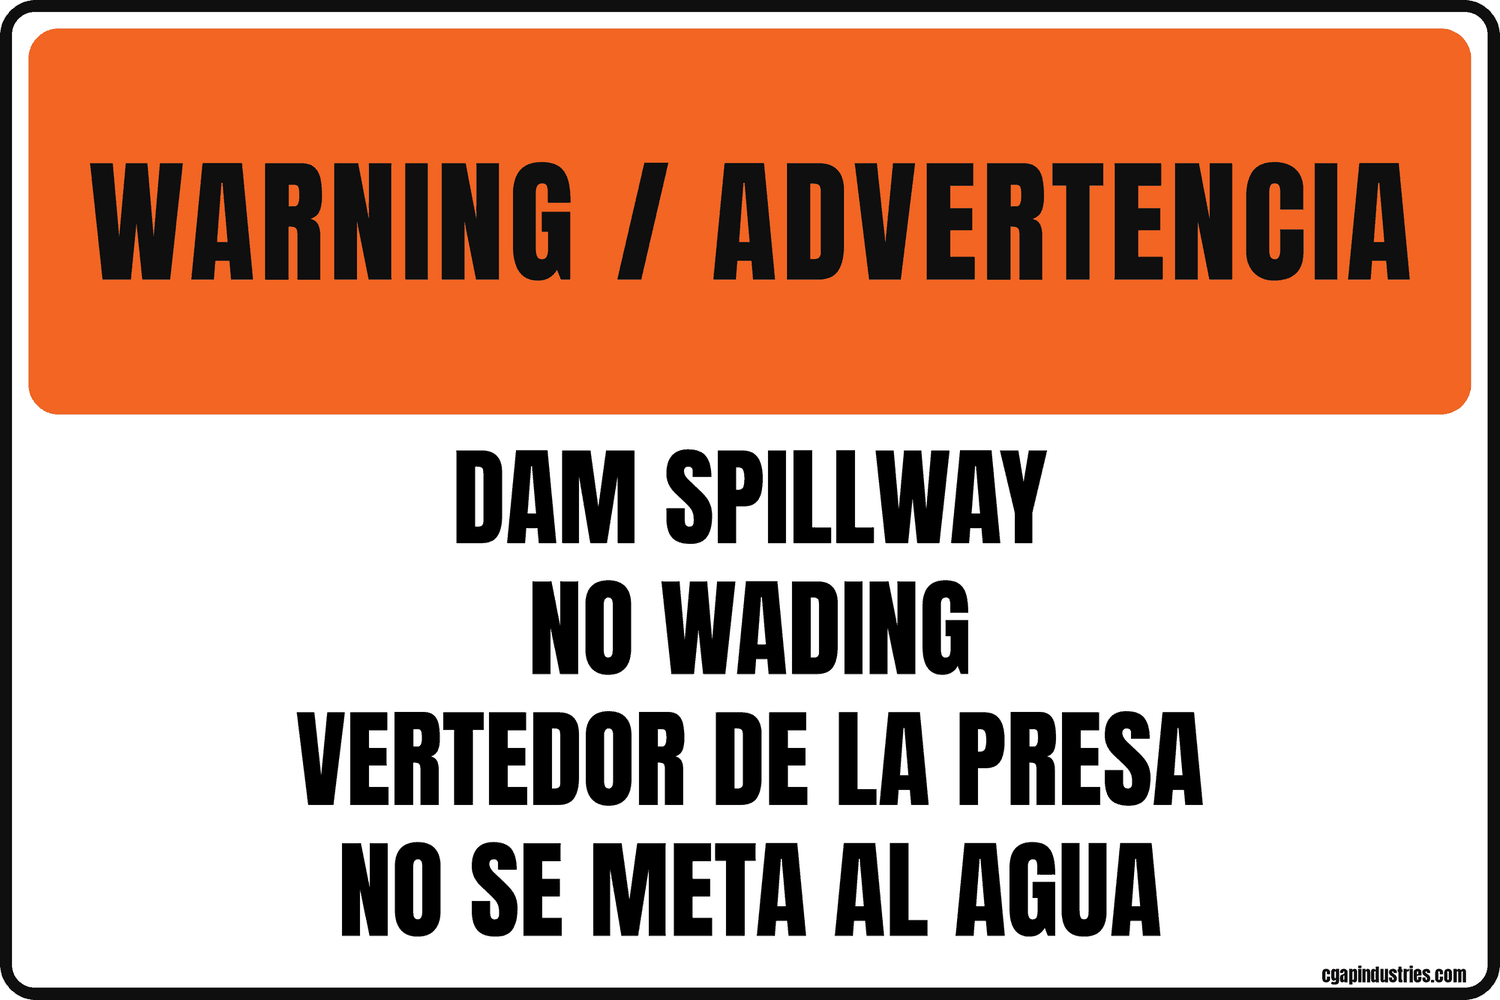 WARNING / ADVERTENCIA
DAM SPILLWAY
NO WADING
VERTEDOR DE LA PRESA
NO SE META AL AGUA
cgapindustries.com